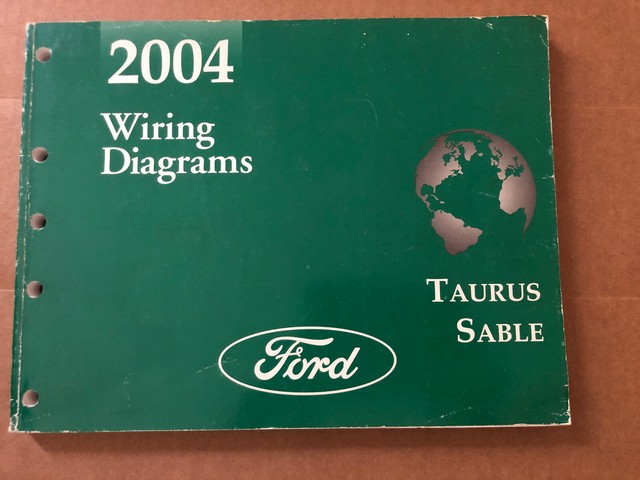 2004
Wiring
Diagrams
TAURUS
SABLE
Ford